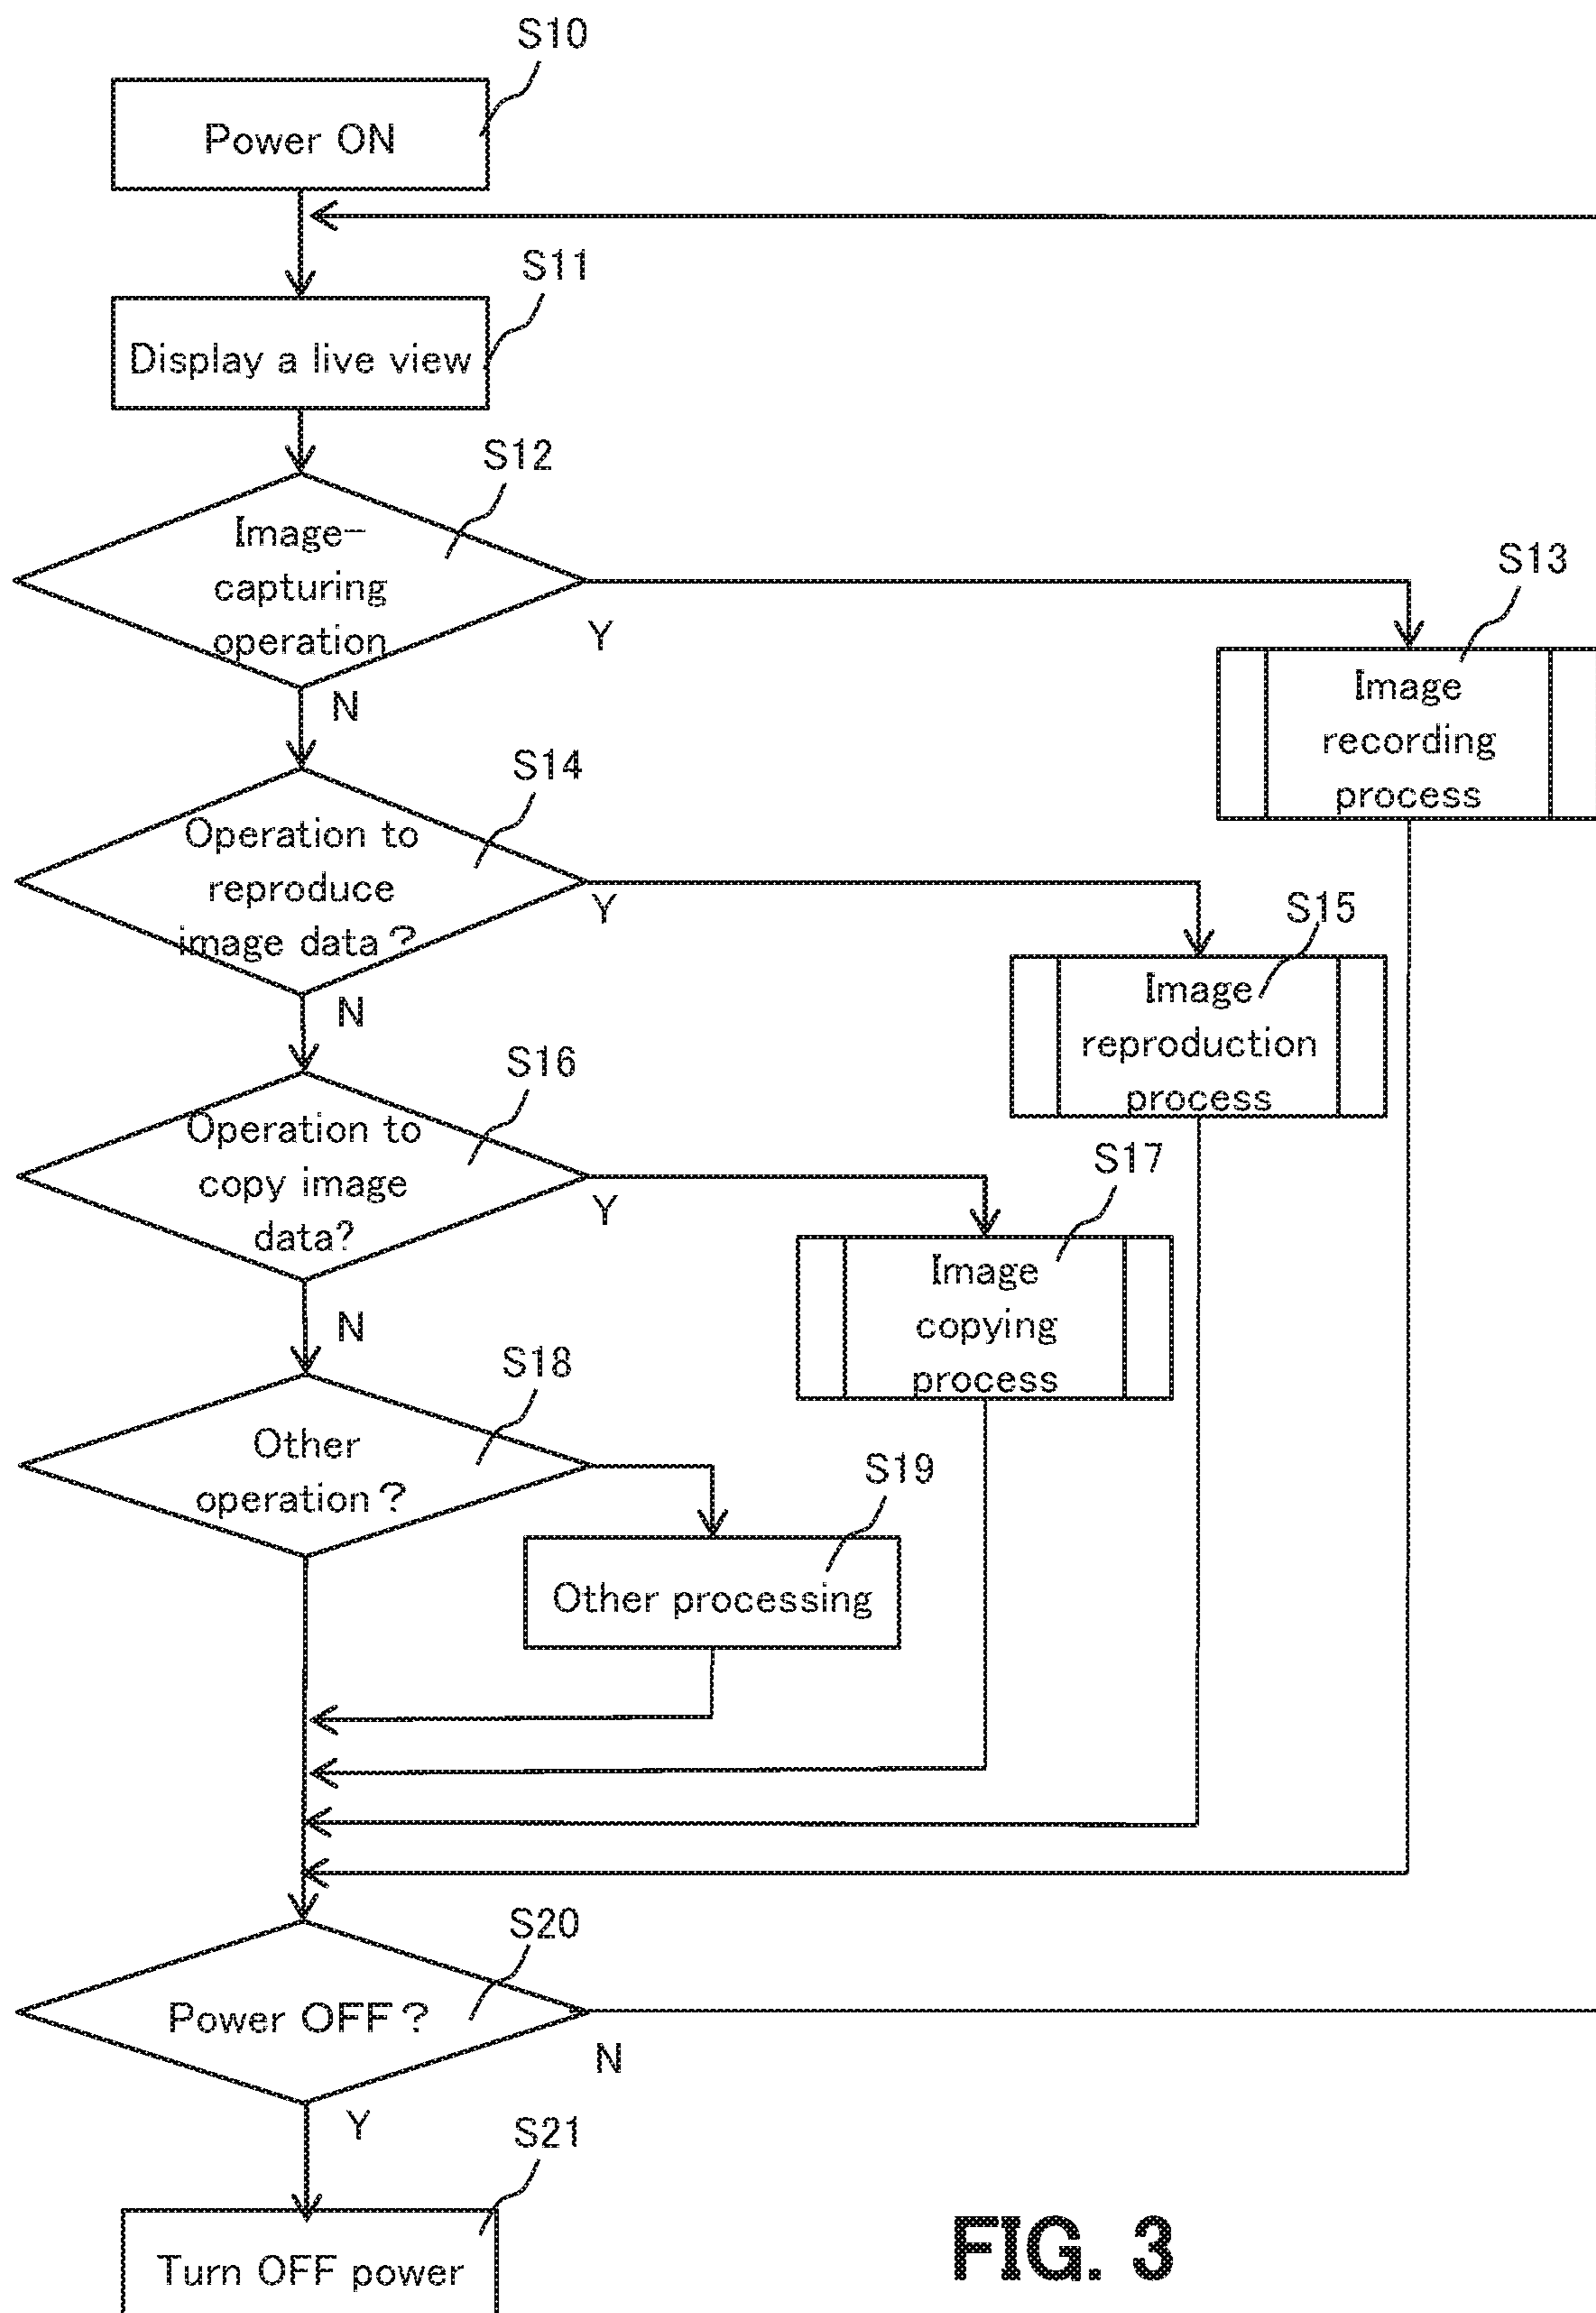 S10
Power ON
S11
Display a live view
S12
Image-
capturing
operation
Y
N
S13
Image
recording
process
S14
Operation to
reproduce
image data?
Y
N
S15
Image
reproduction
process
S16
Operation to
copy image
data?
Y
N
S17
Image
copying
process
S18
Other
operation?
S19
Other processing
S20
Power OFF?
N
Y
S21
Turn OFF power
FIG. 3